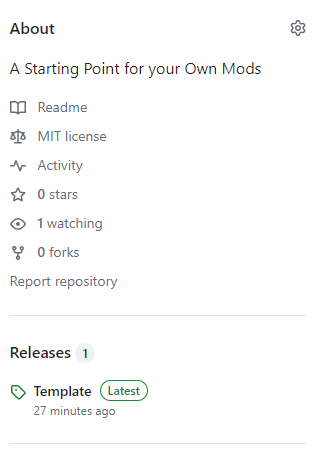 About
A Starting Point for your Own Mods
Readme
MIT license
Activity
0 stars
1 watching
0 forks
Report repository
Releases 1
Template Latest
27 minutes ago